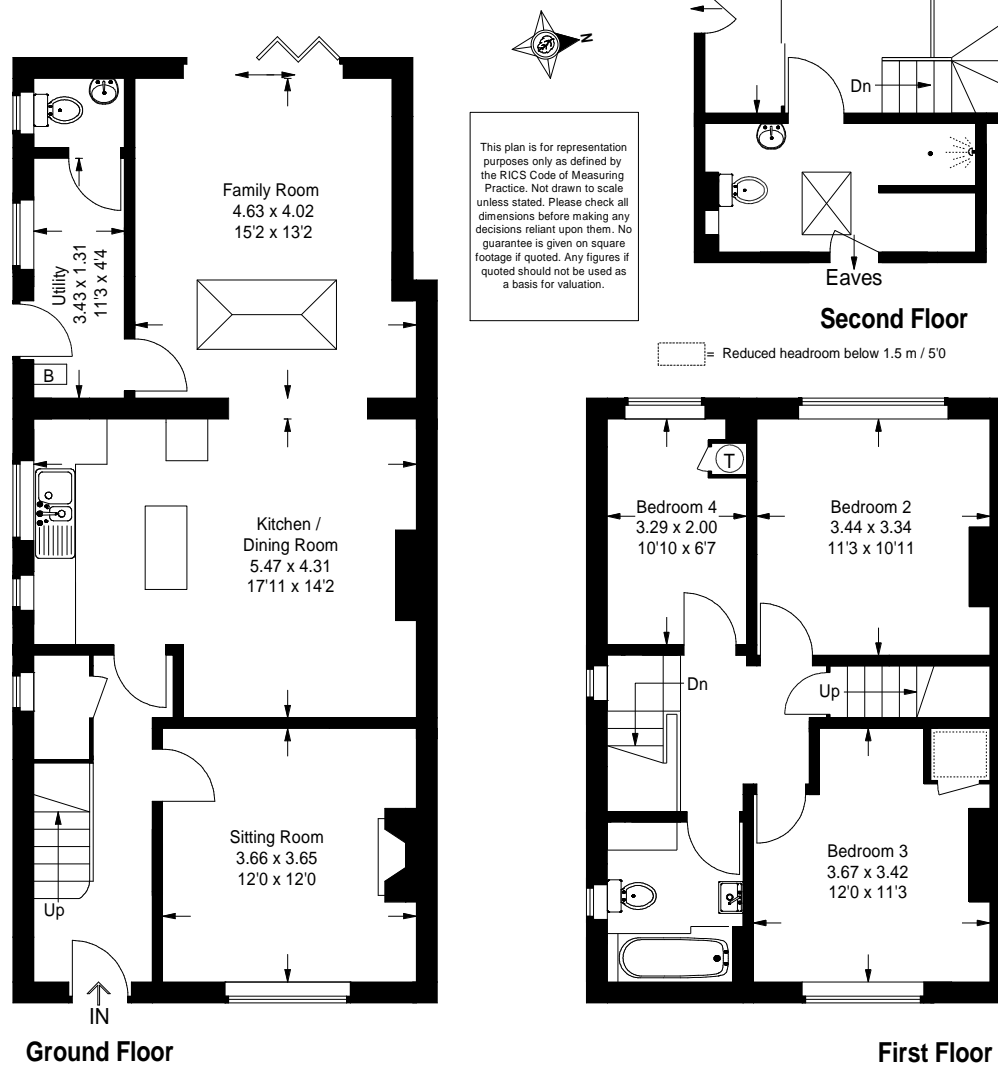 N
This plan is for representation
purposes only as defined by
the RICS Code of Measuring
Practice. Not drawn to scale
unless stated. Please check all
dimensions before making any
decisions reliant upon them. No
guarantee is given on square
footage if quoted. Any figures if
quoted should not be used as
a basis for valuation.
Dn
Eaves
Second Floor
= Reduced headroom below 1.5 m / 5'0
Family Room
4.63 x 4.02
15'2 x 13'2
Utility
3.43 x 1.31
11'3 x 4'4
B
Kitchen /
Dining Room
5.47 x 4.31
17'11 x 14'2
Sitting Room
3.66 x 3.65
12'0 x 12'0
Up
IN
Ground Floor
T
Bedroom 4
3.29 x 2.00
10'10 x 6'7
Bedroom 2
3.44 x 3.34
11'3 x 10'11
Dn
Up
Bedroom 3
3.67 x 3.42
12'0 x 11'3
First Floor